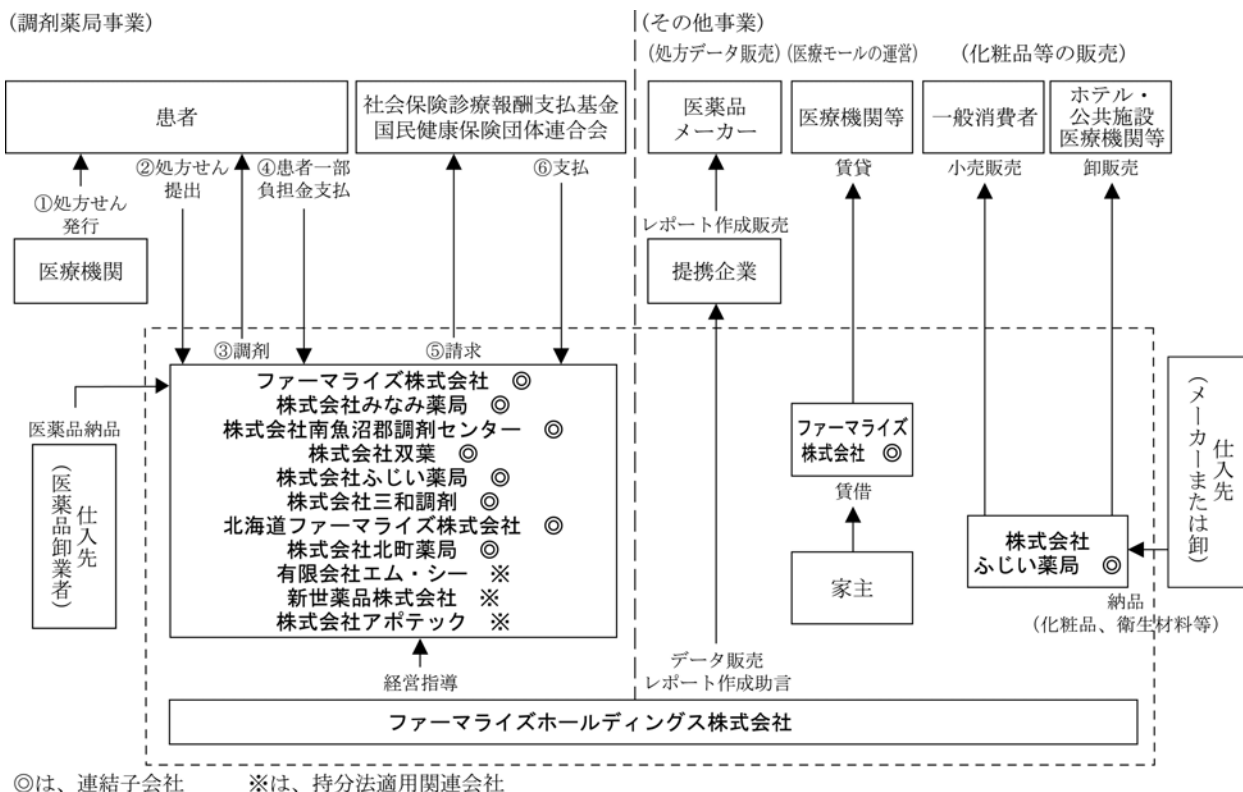 (調剤薬局事業)
(その他事業)
(処方データ販売)
(医療モールの運営)
(化粧品等の販売)
患者
社会保険診療報酬支払基金
国民健康保険団体連合会
医薬品
メーカー
医療機関等
一般消費者
ホテル・
公共施設
医療機関等
①処方せん
発行
②処方せん
提出
④患者一部
負担金支払
⑥支払
賃貸
小売販売
卸販売
レポート作成販売
医療機関
提携企業
③調剤
⑤請求
医薬品納品
仕入先
(医薬品卸業者)
ファーマライズ株式会社 ◎
株式会社みなみ薬局 ◎
株式会社南魚沼郡調剤センター ◎
株式会社双葉 ◎
株式会社ふじい薬局 ◎
株式会社三和調剤 ◎
北海道ファーマライズ株式会社 ◎
株式会社北町薬局 ◎
有限会社エム・シー ※
新世薬品株式会社 ※
株式会社アポテック ※
ファーマライズ
株式会社 ◎
賃借
家主
株式会社
ふじい薬局 ◎
仕入先
(メーカーまたは卸)
納品
(化粧品、衛生材料等)
経営指導
データ販売
レポート作成助言
ファーマライズホールディングス株式会社
◎は、連結子会社 ※は、持分法適用関連会社